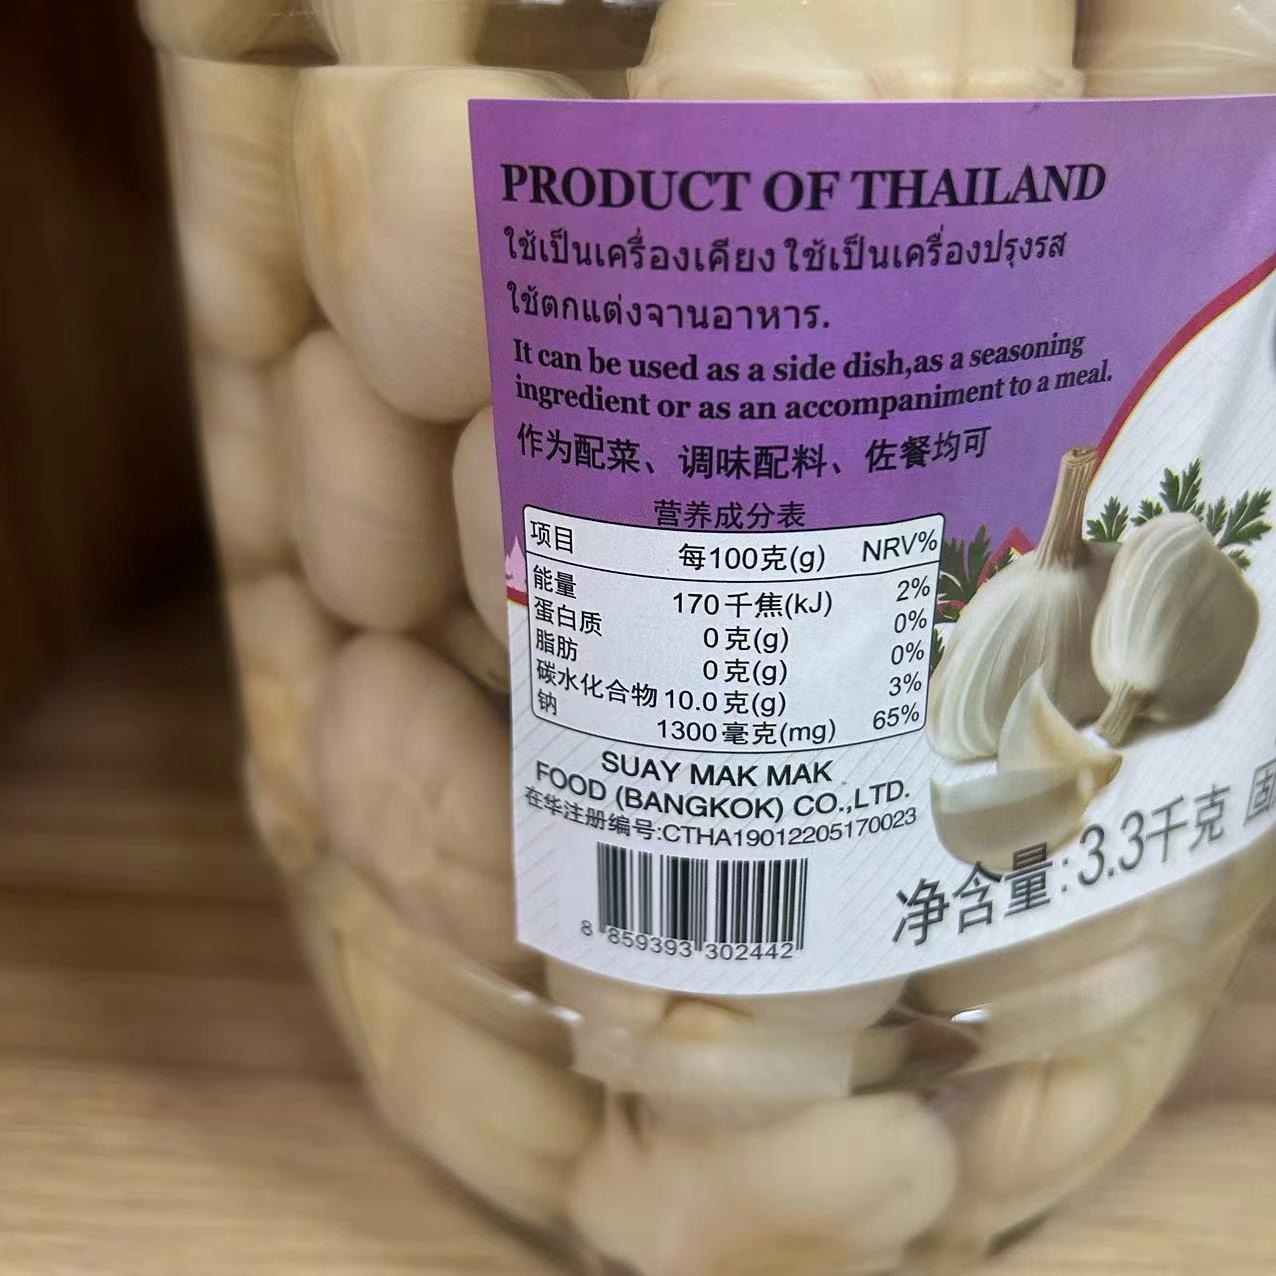 PRODUCT OF THAILAND
ใช้เป็นเครื่องเคียง ใช้เป็นเครื่องปรุงรส
ใช้ตกแต่งจานอาหาร.
It can be used as a side dish,as a seasoning
ingredient or as an accompaniment to a meal.
作为配菜、调味配料、佐餐均可
营养成分表
项目 每100克(g) NRV%
能量 170千焦(kJ) 2%
蛋白质 0克(g) 0%
脂肪 0克(g) 0%
碳水化合物 10.0克(g) 3%
钠 1300毫克(mg) 65%
SUAY MAK MAK
FOOD (BANGKOK) CO.,LTD.
在华注册编号:CTHA19012205170023
8 859393 302442
净含量:3.3千克